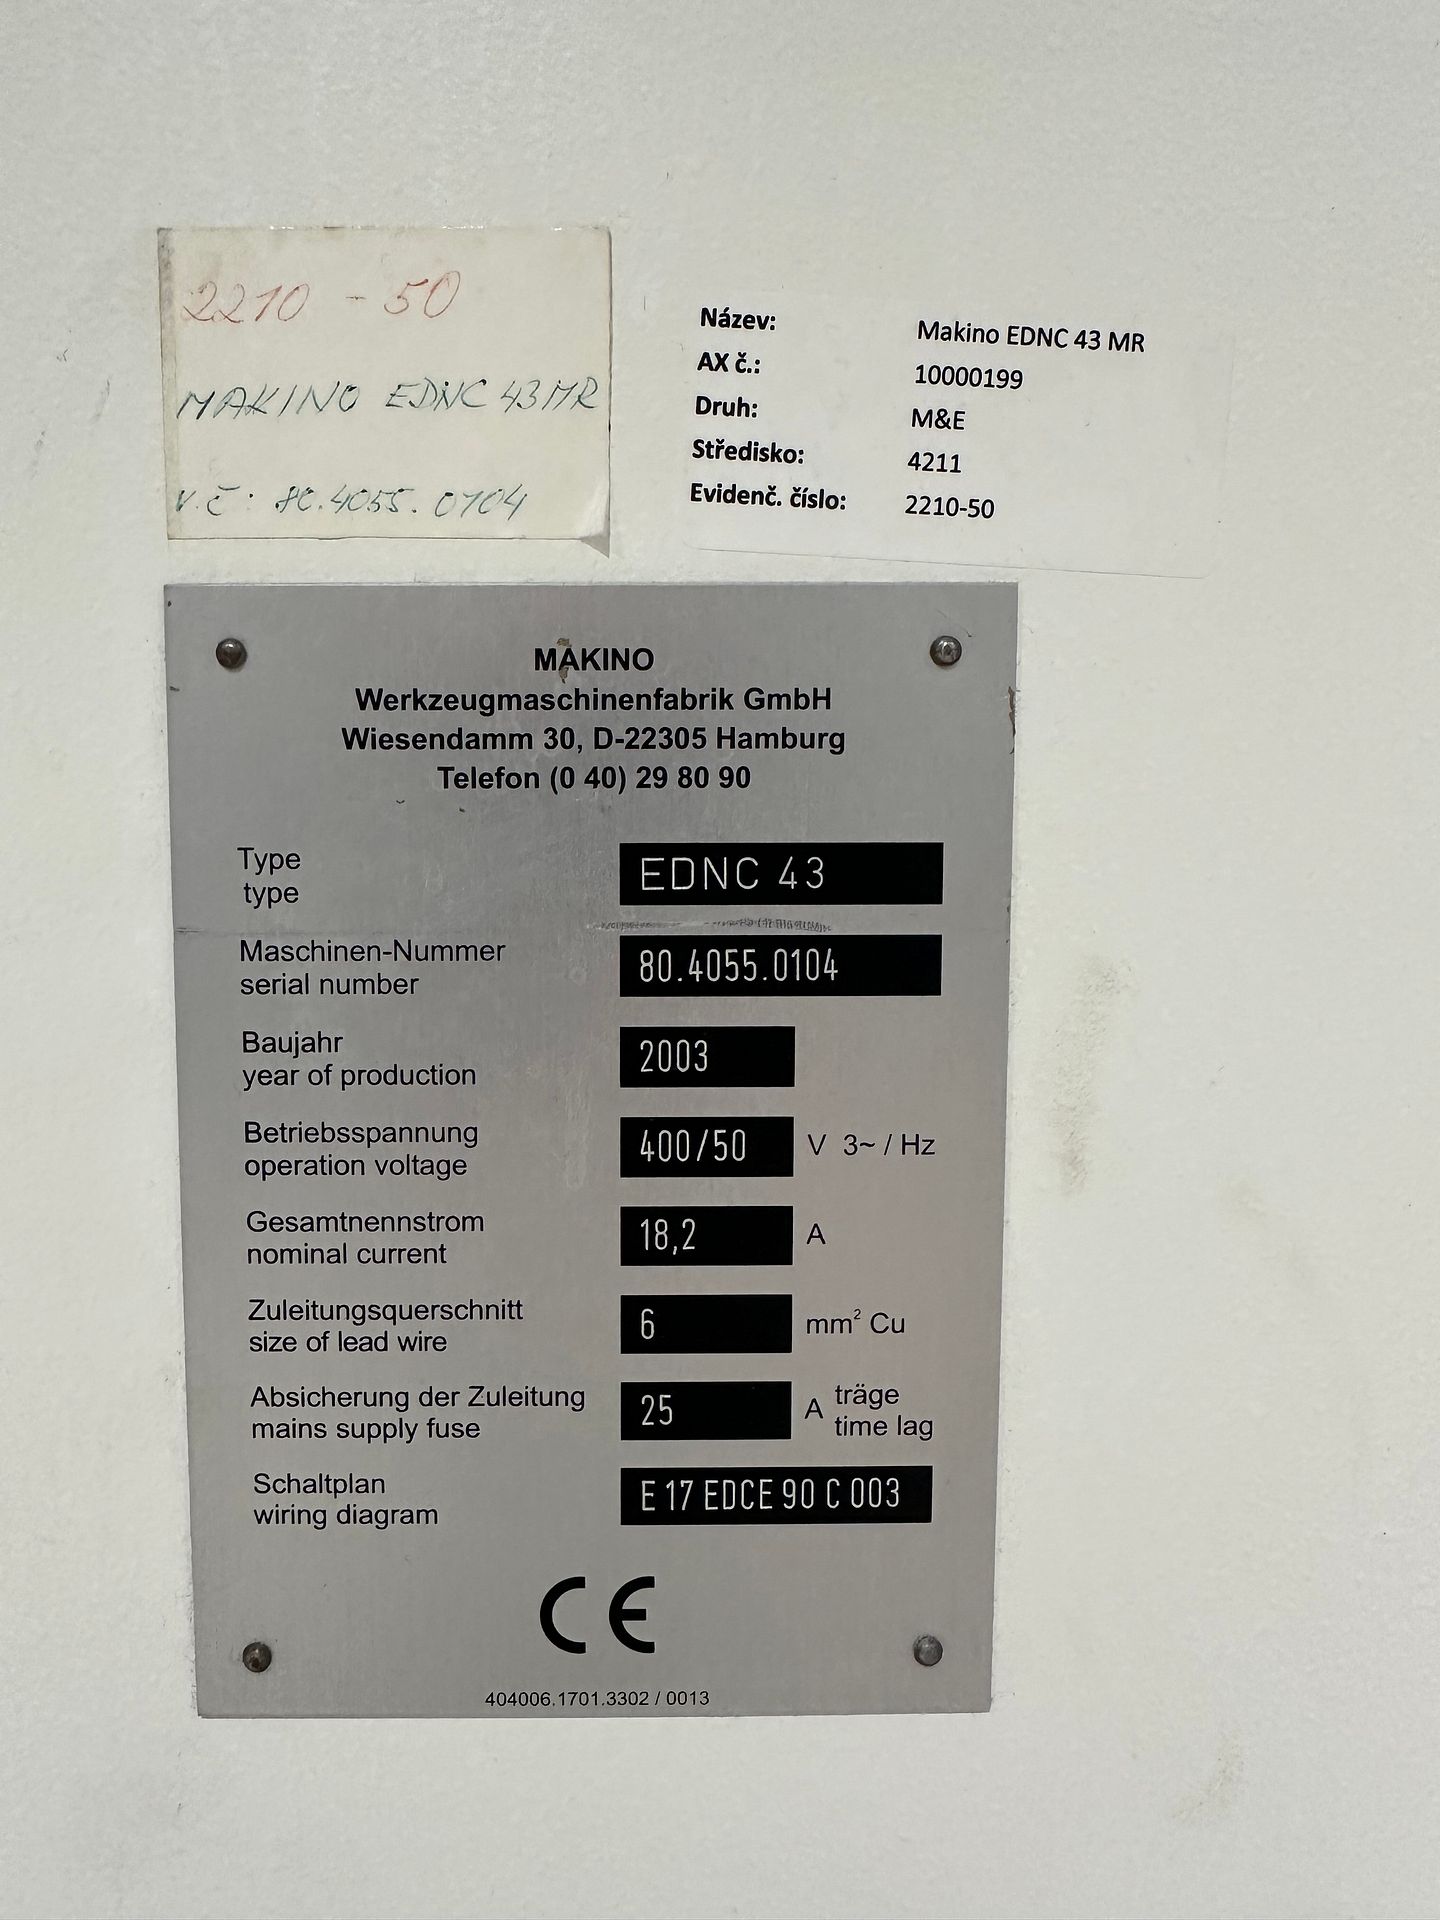 2210 - 50
MAKINO EDNC 43 MR
v.č: 80.4055.0104
Název: Makino EDNC 43 MR
AX č.: 10000199
Druh: M&E
Středisko: 4211
Evidenč. číslo: 2210-50
MAKINO
Werkzeugmaschinenfabrik GmbH
Wiesendamm 30, D-22305 Hamburg
Telefon (0 40) 29 80 90
Type
type
EDNC 43
Maschinen-Nummer
serial number
80.4055.0104
Baujahr
year of production
2003
Betriebsspannung
operation voltage
400/50 V 3~ / Hz
Gesamtnennstrom
nominal current
18,2 A
Zuleitungsquerschnitt
size of lead wire
6 mm² Cu
Absicherung der Zuleitung
mains supply fuse
25 A träge
time lag
Schaltplan
wiring diagram
E 17 EDCE 90 C 003
CE
404006.1701.3302 / 0013